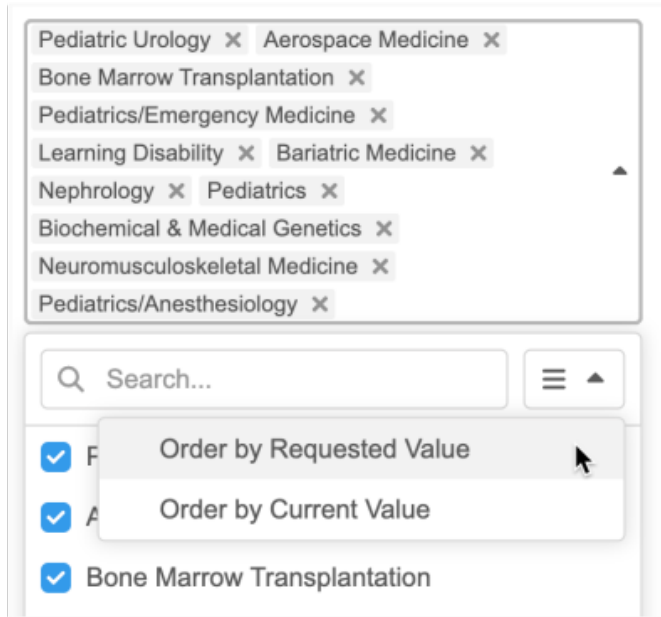 Pediatric Urology × Aerospace Medicine ×
Bone Marrow Transplantation ×
Pediatrics/Emergency Medicine ×
Learning Disability × Bariatric Medicine ×
Nephrology × Pediatrics ×
Biochemical & Medical Genetics ×
Neuromusculoskeletal Medicine ×
Pediatrics/Anesthesiology ×
Search...
Order by Requested Value
Order by Current Value
Bone Marrow Transplantation